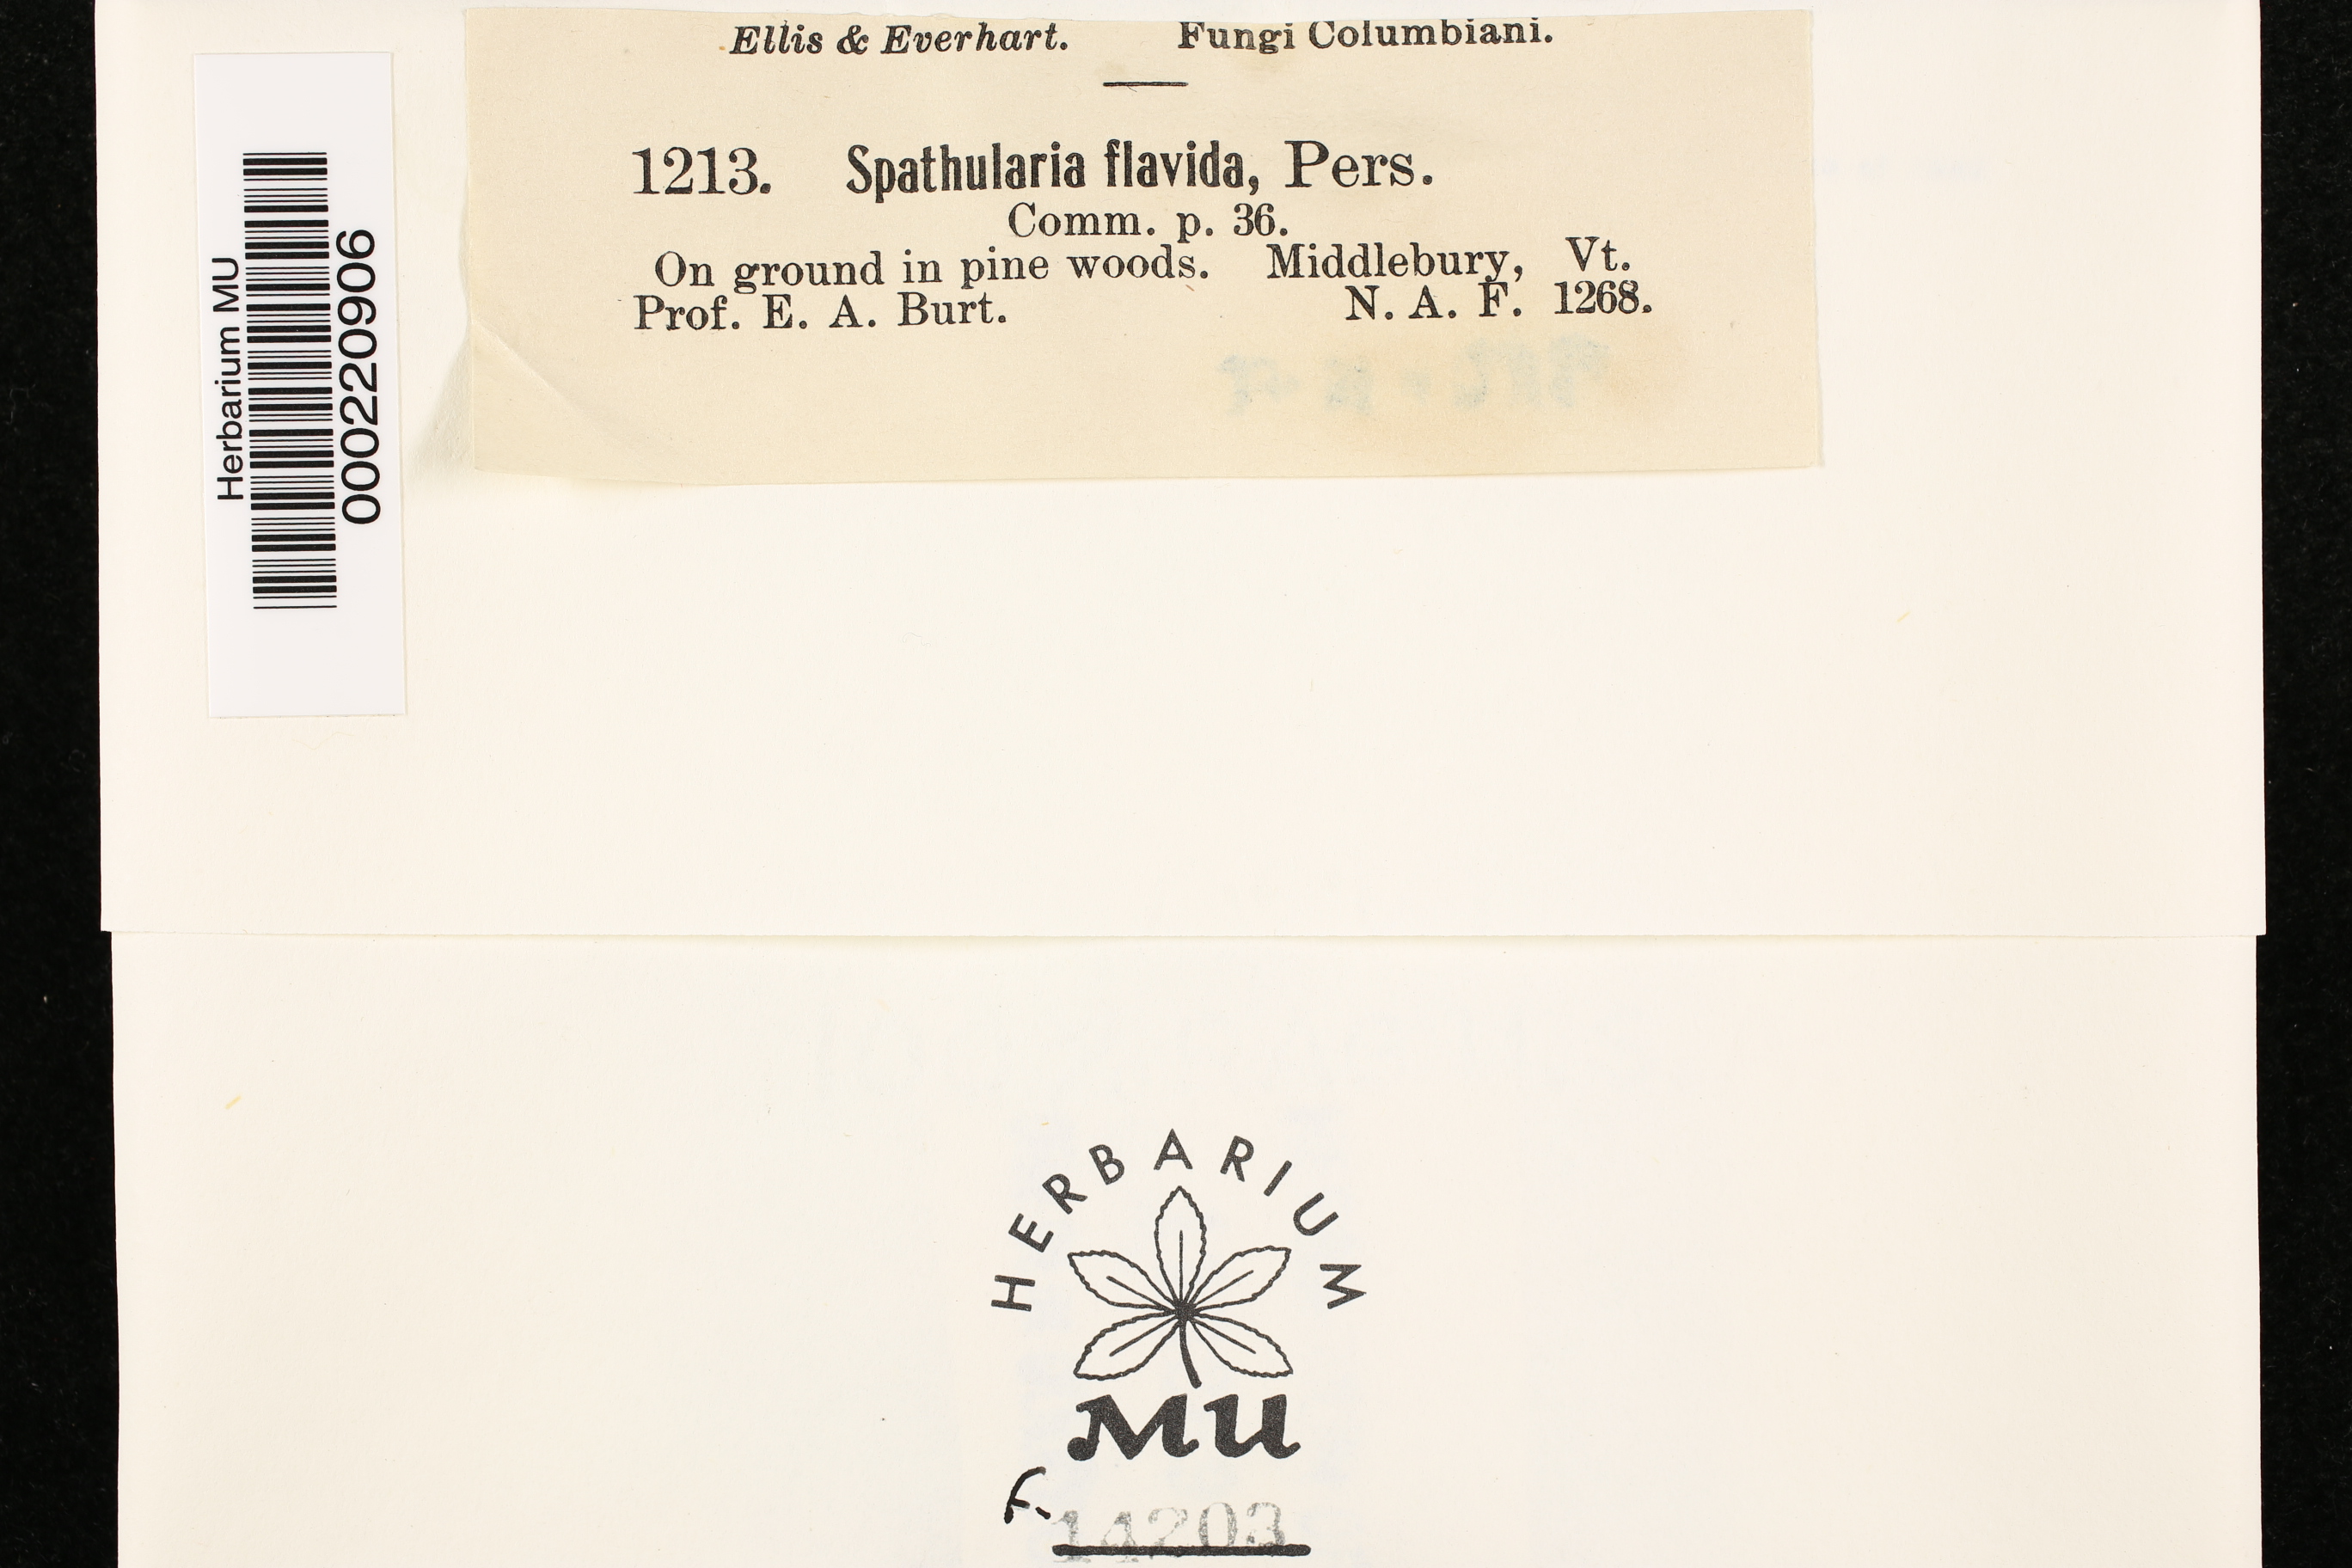 Ellis & Everhart. Fungi Columbiani.
1213. Spathularia flavida, Pers.
Comm. p. 36.
On ground in pine woods. Middlebury, Vt.
Prof. E. A. Burt. N. A. F. 1268.
Herbarium MU
000220906
HERBARIUM
MU
F. 14203